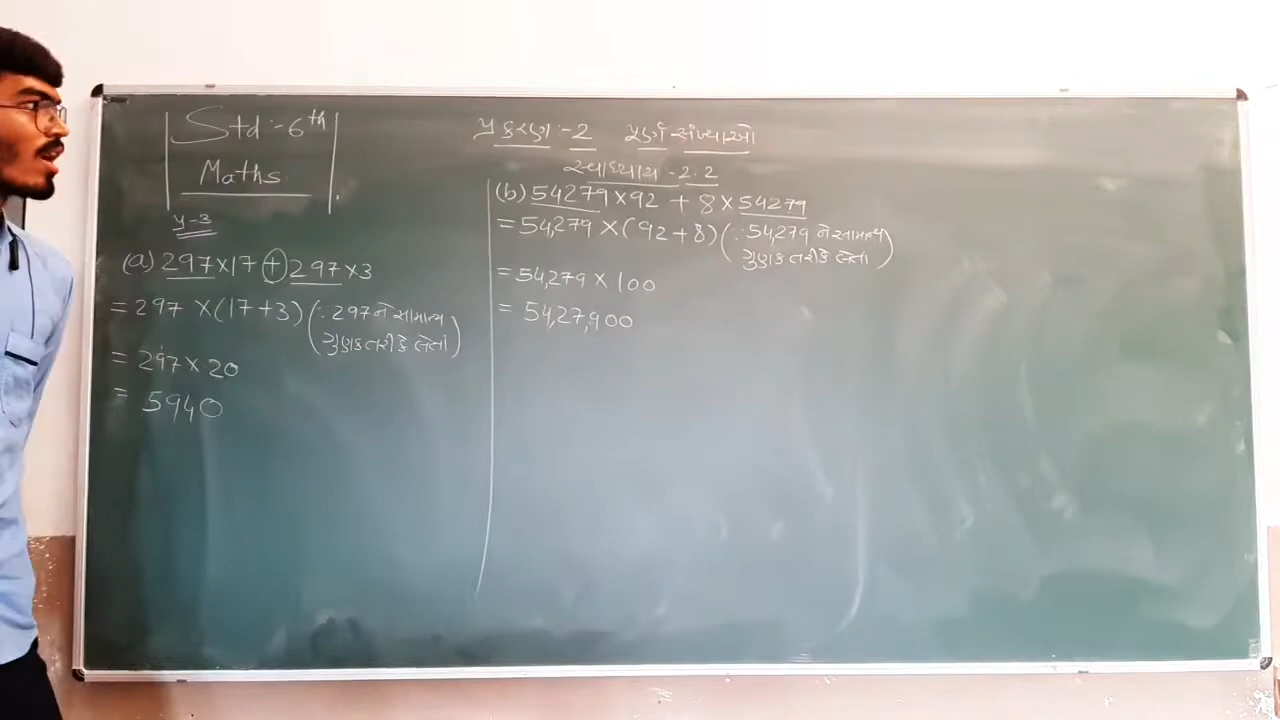 Std :- 6th
Maths
પ્રકરણ :- 2 પૂર્ણ સંખ્યાઓ
સ્વાધ્યાય - 2.2
પ્ર-3
(a) 297×17 + 297×3
= 297 ×(17+3) (∵ 297 ને સામાન્ય
ગુણક તરીકે લેતાં)
= 297×20
= 5940
(b) 54279×92 + 8×54279
= 54,279 ×(92+8) (∵ 54,279 ને સામાન્ય
ગુણક તરીકે લેતાં)
= 54,279 × 100
= 54,27,900